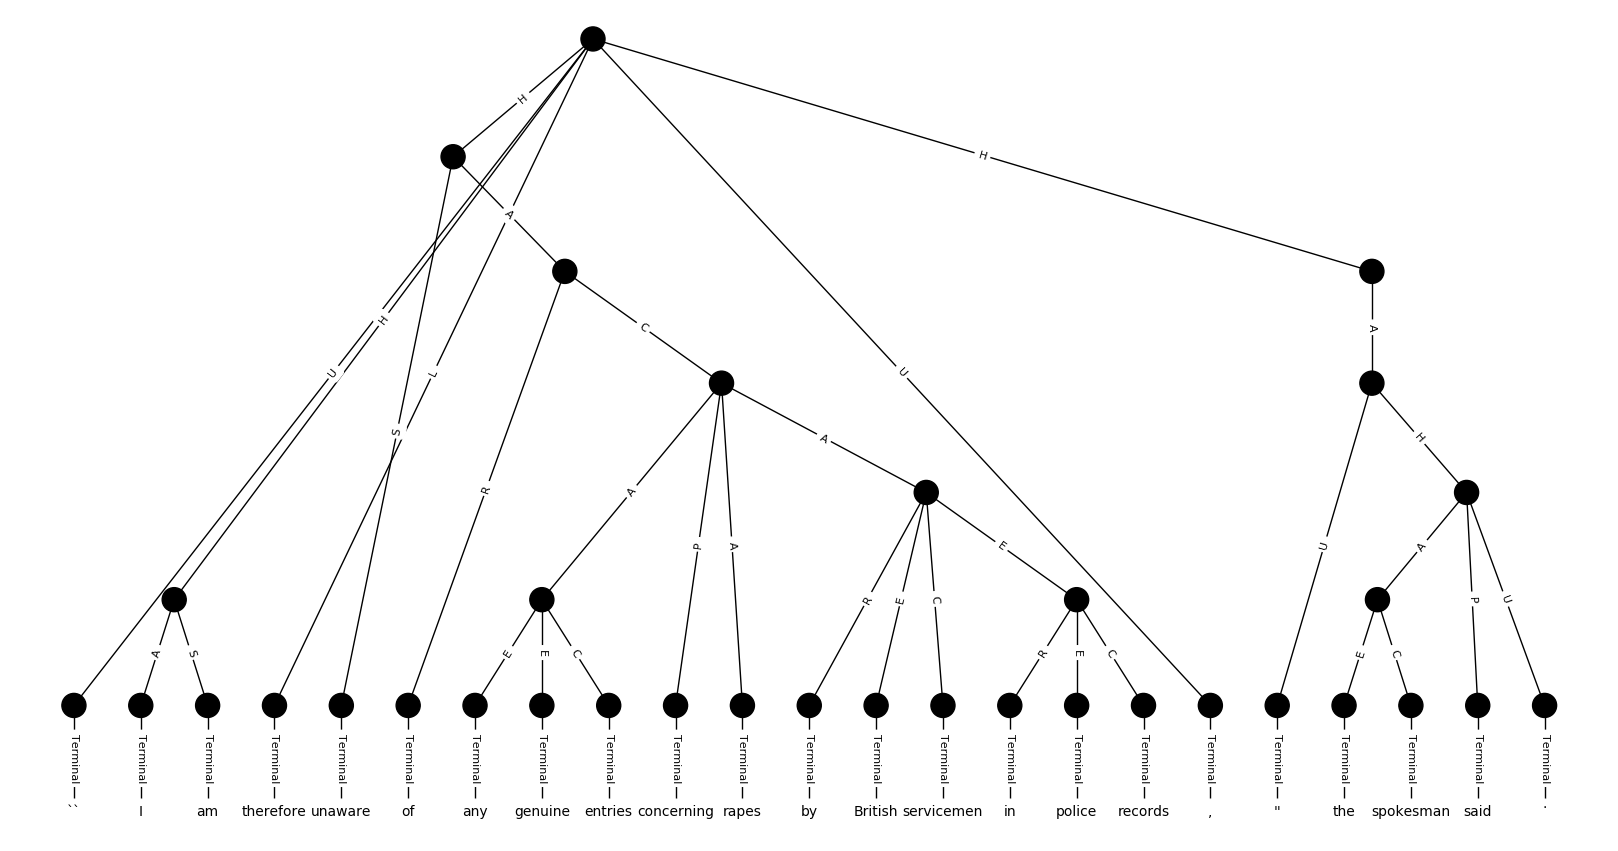 H
A
H
H
U
L
U
A
S
C
R
A
A
P
A
H
U
E
A
R
E
C
P
U
A
S
E
E
C
R
E
C
E
C
Terminal Terminal Terminal Terminal Terminal Terminal Terminal Terminal Terminal Terminal Terminal Terminal Terminal Terminal Terminal Terminal Terminal Terminal Terminal Terminal Terminal Terminal Terminal
`` I am therefore unaware of any genuine entries concerning rapes by British servicemen in police records , " the spokesman said .